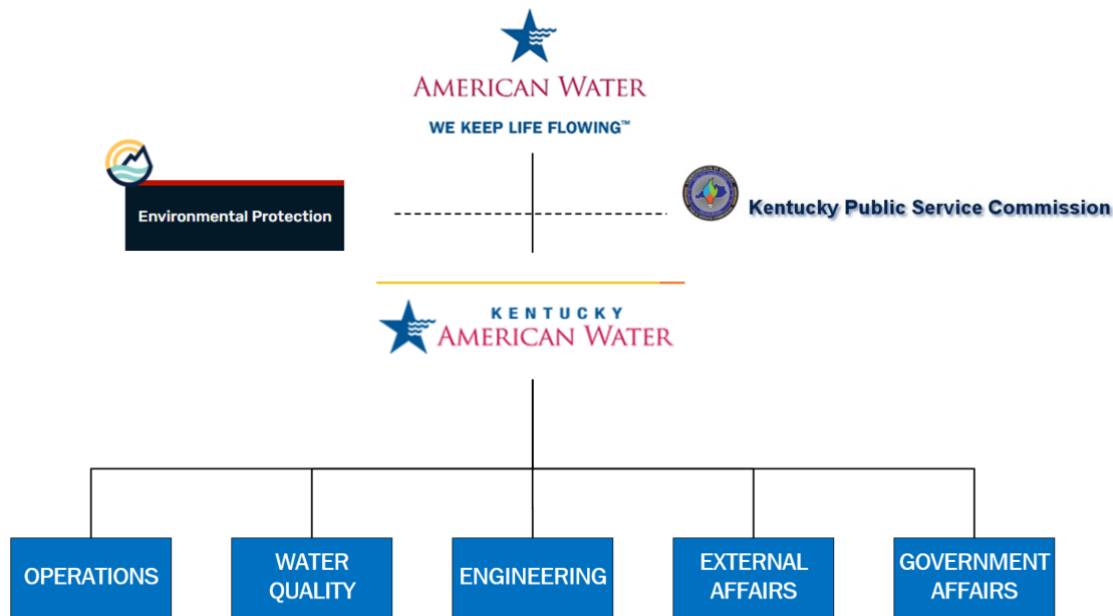 AMERICAN WATER
WE KEEP LIFE FLOWING™
Environmental Protection
Kentucky Public Service Commission
KENTUCKY
AMERICAN WATER
OPERATIONS
WATER
QUALITY
ENGINEERING
EXTERNAL
AFFAIRS
GOVERNMENT
AFFAIRS